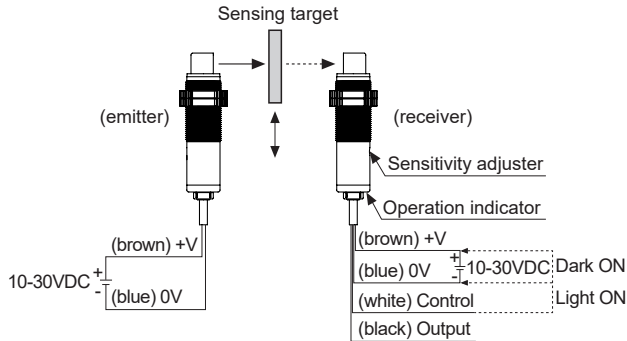 Sensing target
(emitter)
(receiver)
Sensitivity adjuster
Operation indicator
(brown) +V
10-30VDC
+
-
(blue) 0V
(brown) +V
(blue) 0V
+
-
10-30VDC
Dark ON
(white) Control
Light ON
(black) Output